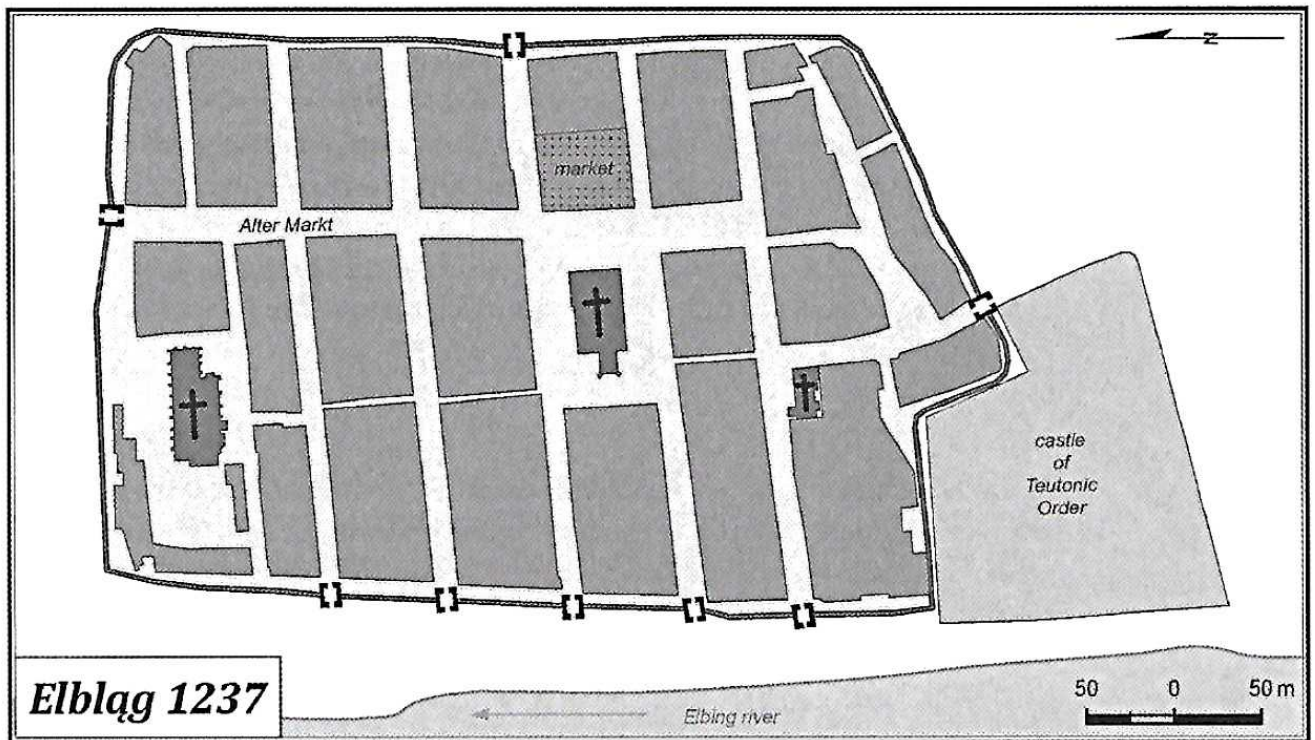 N
market
Alter Markt
castle
of
Teutonic
Order
Elbląg 1237
Elbing river
50 0 50 m